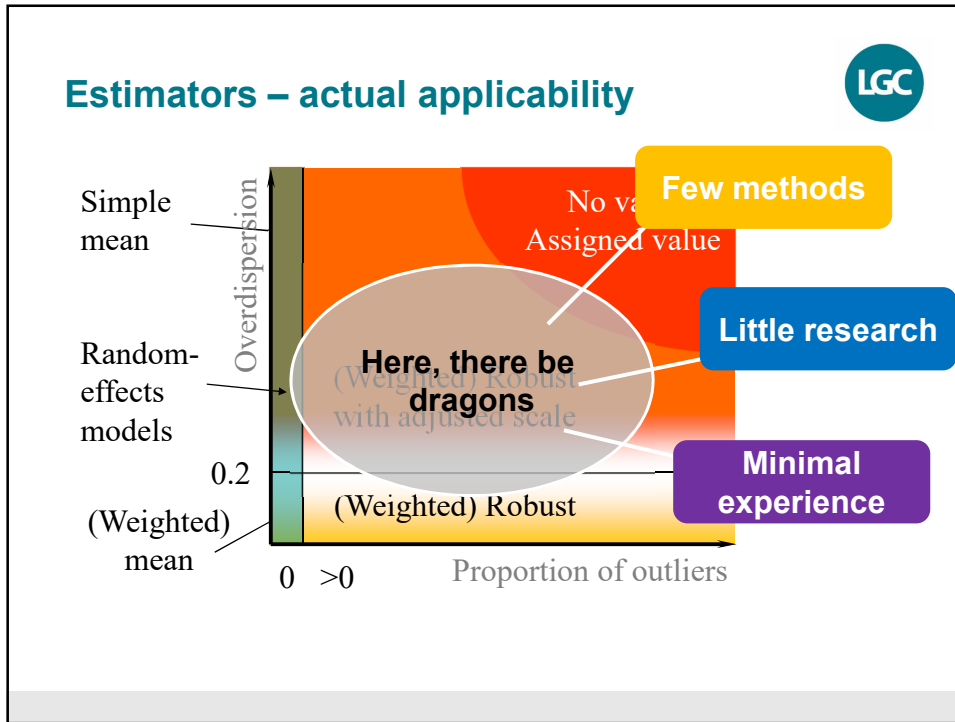 Estimators – actual applicability
LGC
Simple
mean
Overdispersion
No va
Assigned value
Few methods
Little research
Random-
effects
models
Here, there be
dragons
(Weighted) Robust
with adjusted scale
Minimal
experience
0.2
(Weighted) Robust
(Weighted)
mean
0 >0
Proportion of outliers